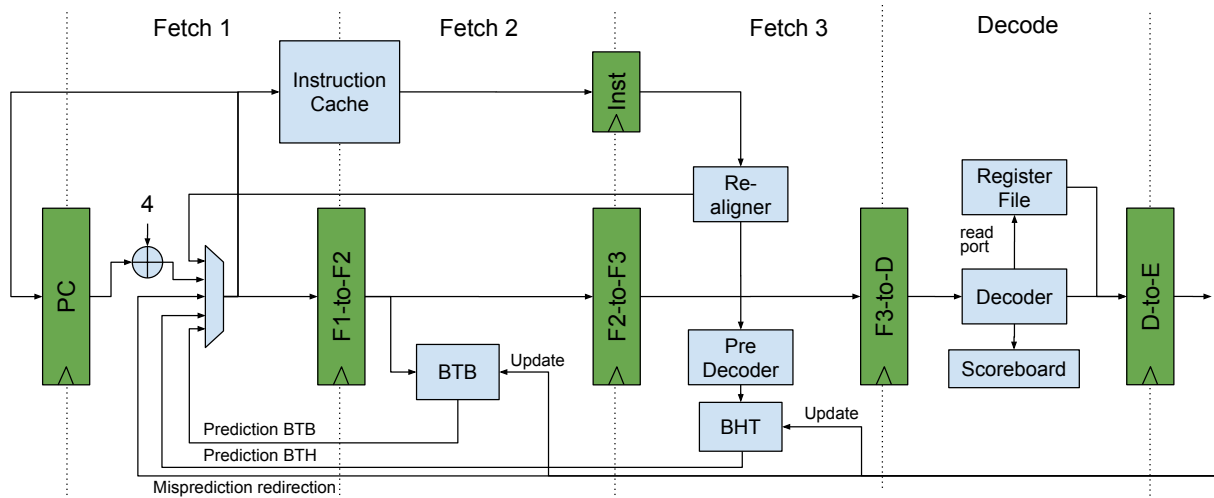 Fetch 1
Fetch 2
Fetch 3
Decode
Instruction
Cache
Inst
Re-
aligner
Register
File
4
read
port
PC
F1-to-F2
F2-to-F3
F3-to-D
Decoder
D-to-E
BTB
Update
Pre
Decoder
Scoreboard
BHT
Update
Prediction BTB
Prediction BTH
Misprediction redirection